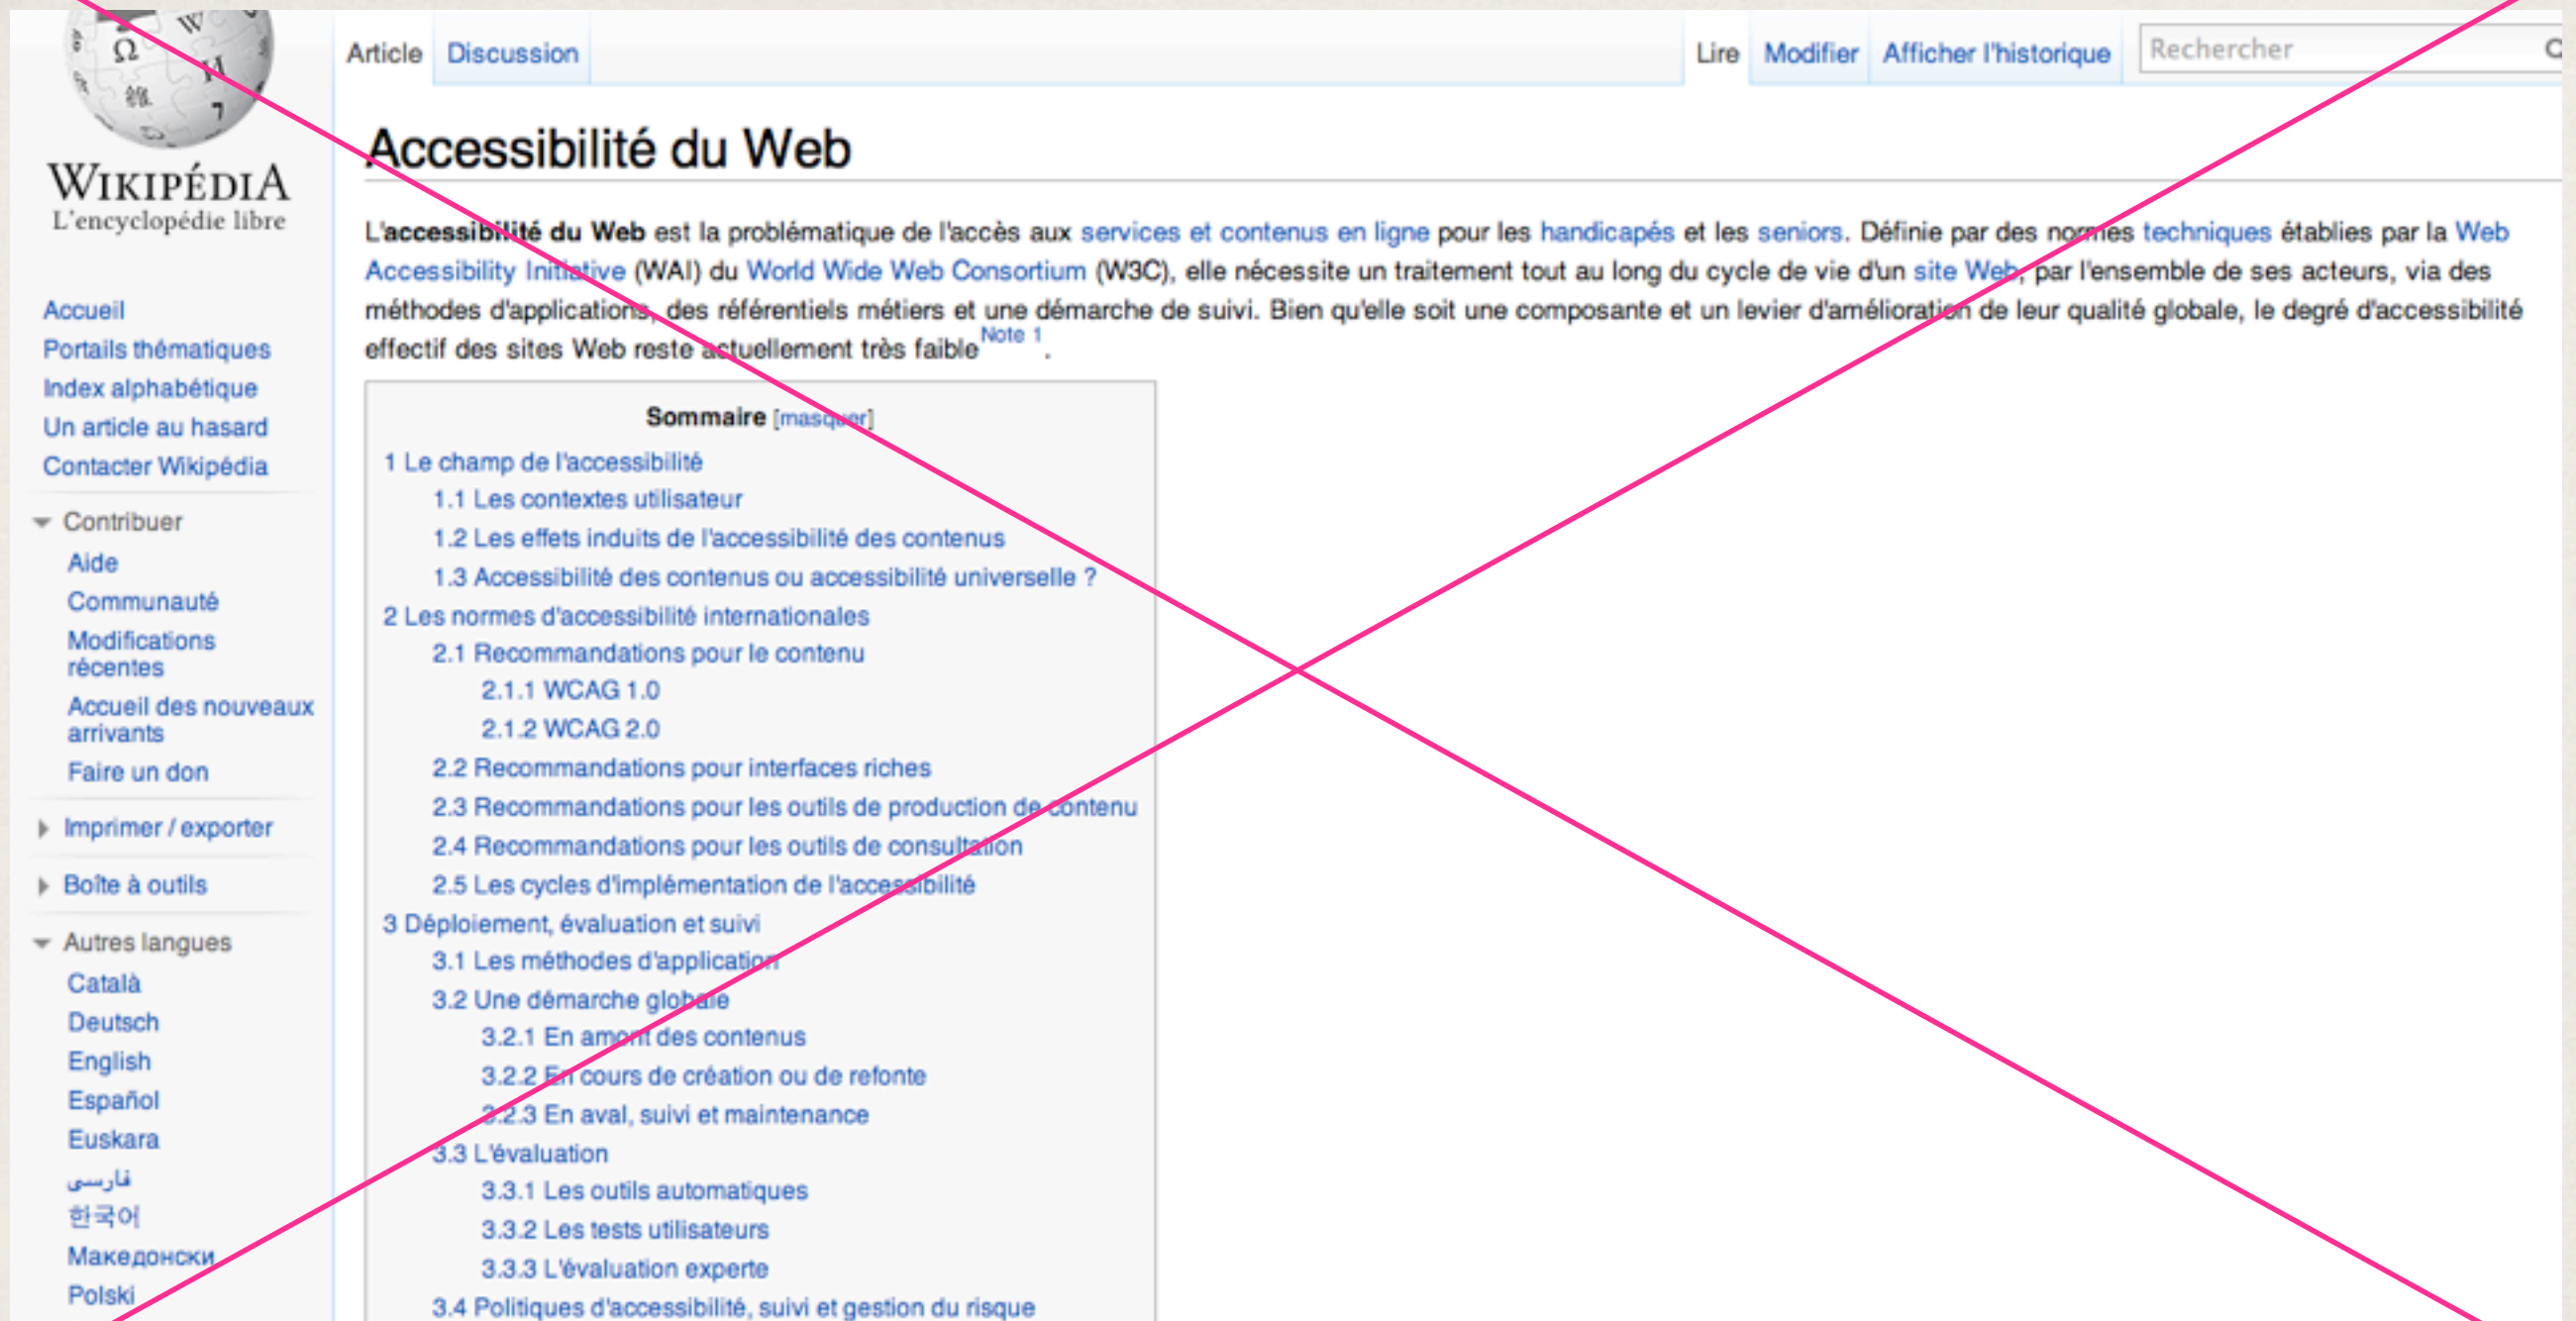 WIKIPÉDIA
L'encyclopédie libre
Accueil
Portails thématiques
Index alphabétique
Un article au hasard
Contacter Wikipédia
Contribuer
Aide
Communauté
Modifications
récentes
Accueil des nouveaux
arrivants
Faire un don
Imprimer / exporter
Boîte à outils
Autres langues
Català
Deutsch
English
Español
Euskara
فارسی
한국어
Македонски
Polski
Article Discussion Lire Modifier Afficher l'historique Rechercher
Accessibilité du Web
L'accessibilité du Web est la problématique de l'accès aux services et contenus en ligne pour les handicapés et les seniors. Définie par des normes techniques établies par la Web
Accessibility Initiative (WAI) du World Wide Web Consortium (W3C), elle nécessite un traitement tout au long du cycle de vie d'un site Web, par l'ensemble de ses acteurs, via des
méthodes d'applications, des référentiels métiers et une démarche de suivi. Bien qu'elle soit une composante et un levier d'amélioration de leur qualité globale, le degré d'accessibilité
effectif des sites Web reste actuellement très faible Note 1.
Sommaire [masquer]
1 Le champ de l'accessibilité
1.1 Les contextes utilisateur
1.2 Les effets induits de l'accessibilité des contenus
1.3 Accessibilité des contenus ou accessibilité universelle ?
2 Les normes d'accessibilité internationales
2.1 Recommandations pour le contenu
2.1.1 WCAG 1.0
2.1.2 WCAG 2.0
2.2 Recommandations pour interfaces riches
2.3 Recommandations pour les outils de production de contenu
2.4 Recommandations pour les outils de consultation
2.5 Les cycles d'implémentation de l'accessibilité
3 Déploiement, évaluation et suivi
3.1 Les méthodes d'application
3.2 Une démarche globale
3.2.1 En amont des contenus
3.2.2 En cours de création ou de refonte
3.2.3 En aval, suivi et maintenance
3.3 L'évaluation
3.3.1 Les outils automatiques
3.3.2 Les tests utilisateurs
3.3.3 L'évaluation experte
3.4 Politiques d'accessibilité, suivi et gestion du risque